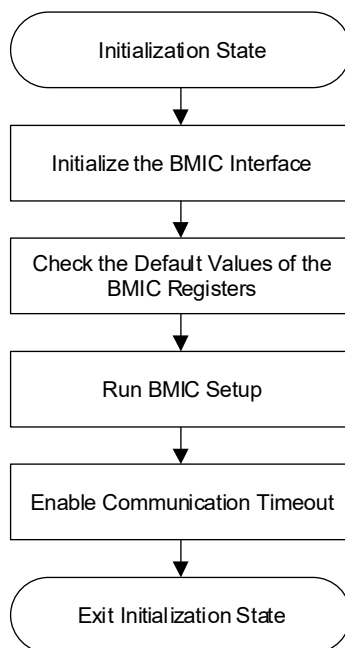 Initialization State
Initialize the BMIC Interface
Check the Default Values of the
BMIC Registers
Run BMIC Setup
Enable Communication Timeout
Exit Initialization State